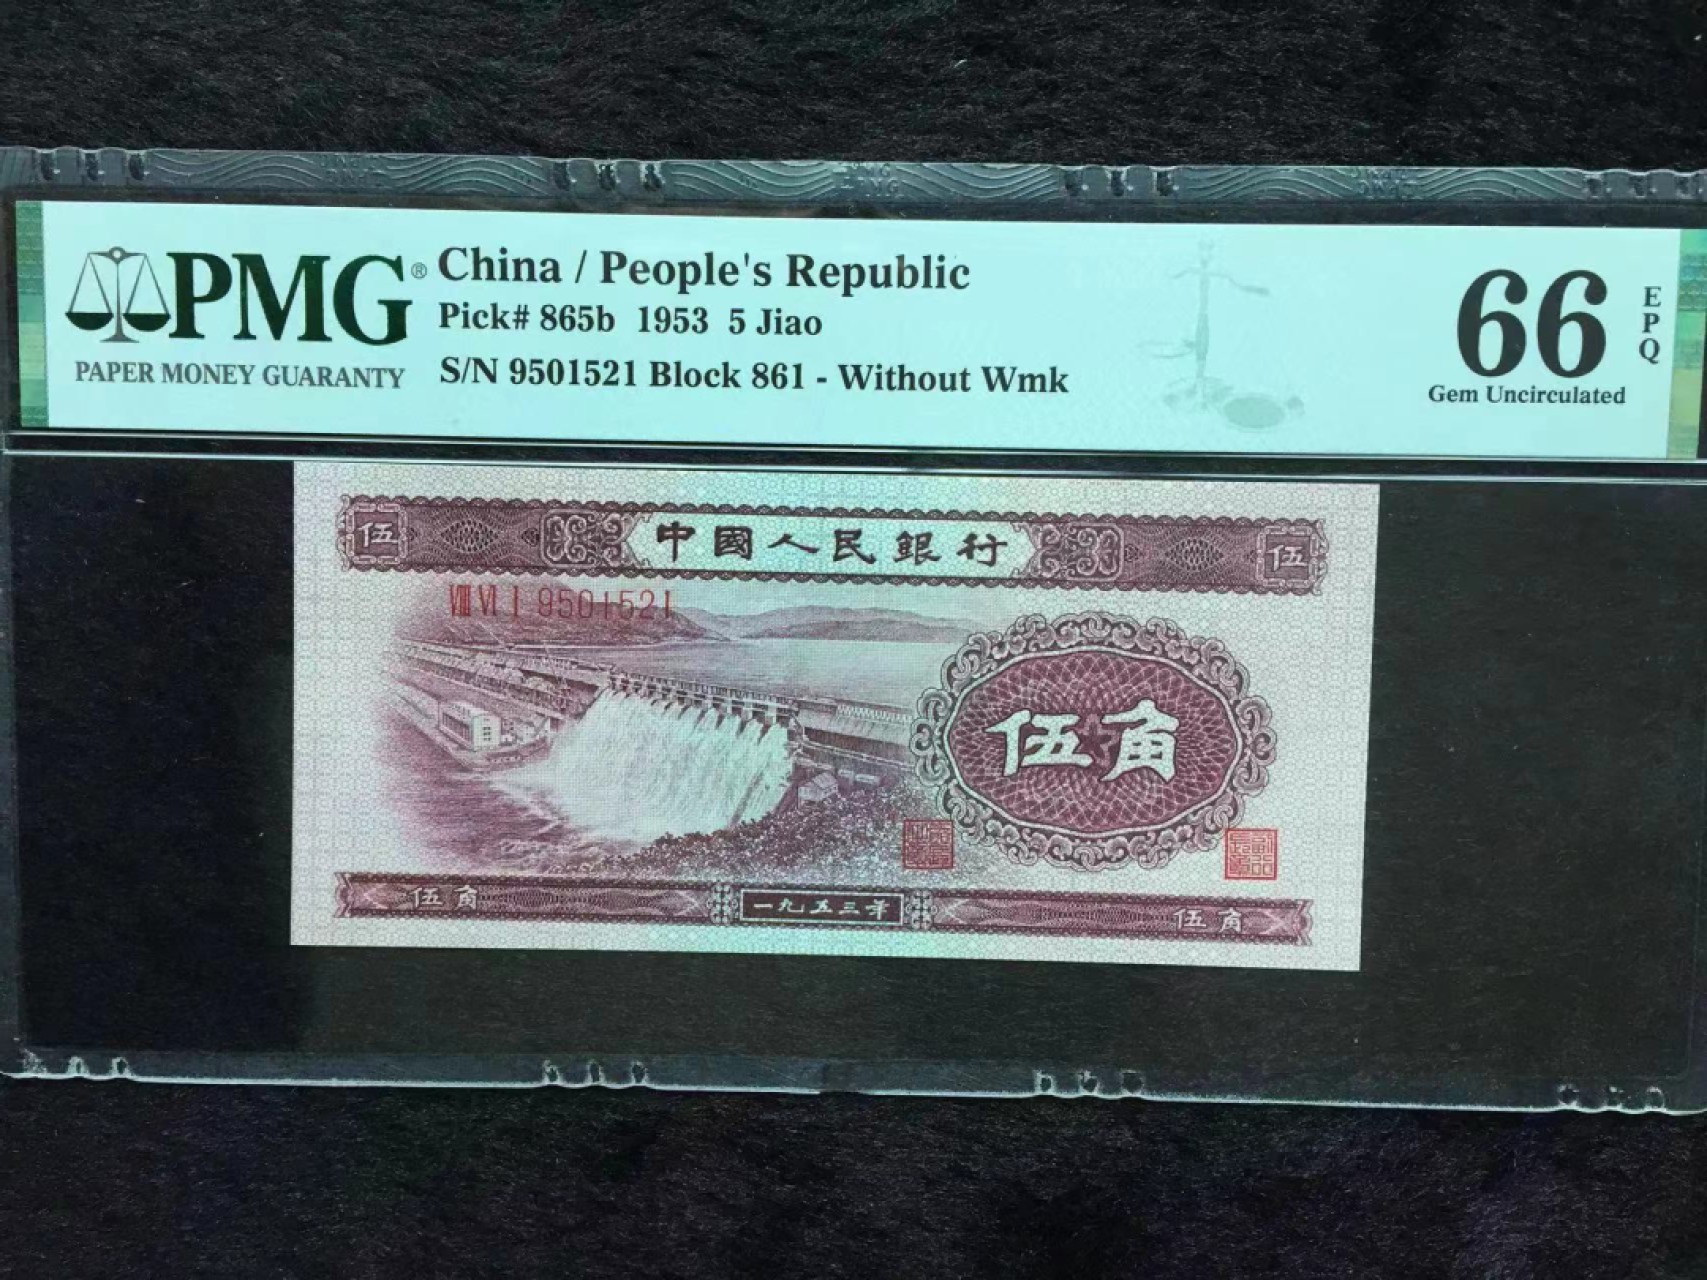 PMG®
PAPER MONEY GUARANTY
China / People's Republic
Pick# 865b 1953 5 Jiao
S/N 9501521 Block 861 - Without Wmk
66
EPQ
Gem Uncirculated
伍
中國人民銀行
伍
VIII VI I 9501521
伍角
伍角
一九五三年
伍角